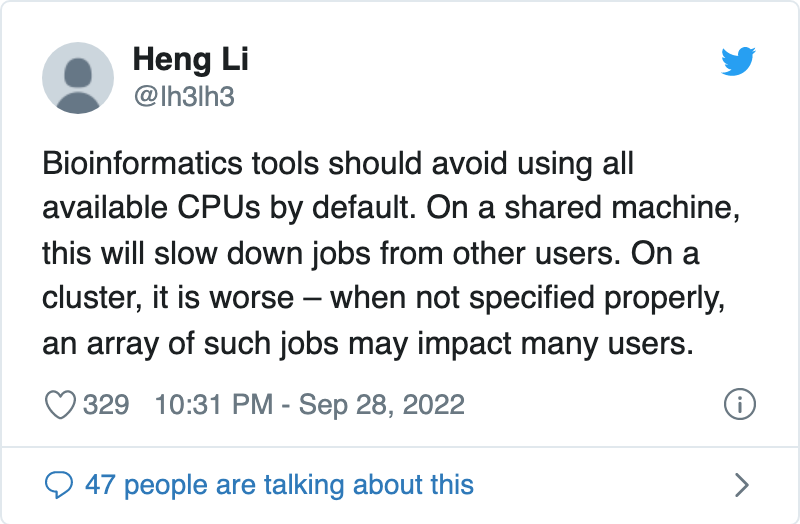 Heng Li
@lh3lh3
Bioinformatics tools should avoid using all
available CPUs by default. On a shared machine,
this will slow down jobs from other users. On a
cluster, it is worse – when not specified properly,
an array of such jobs may impact many users.
329 10:31 PM - Sep 28, 2022
47 people are talking about this